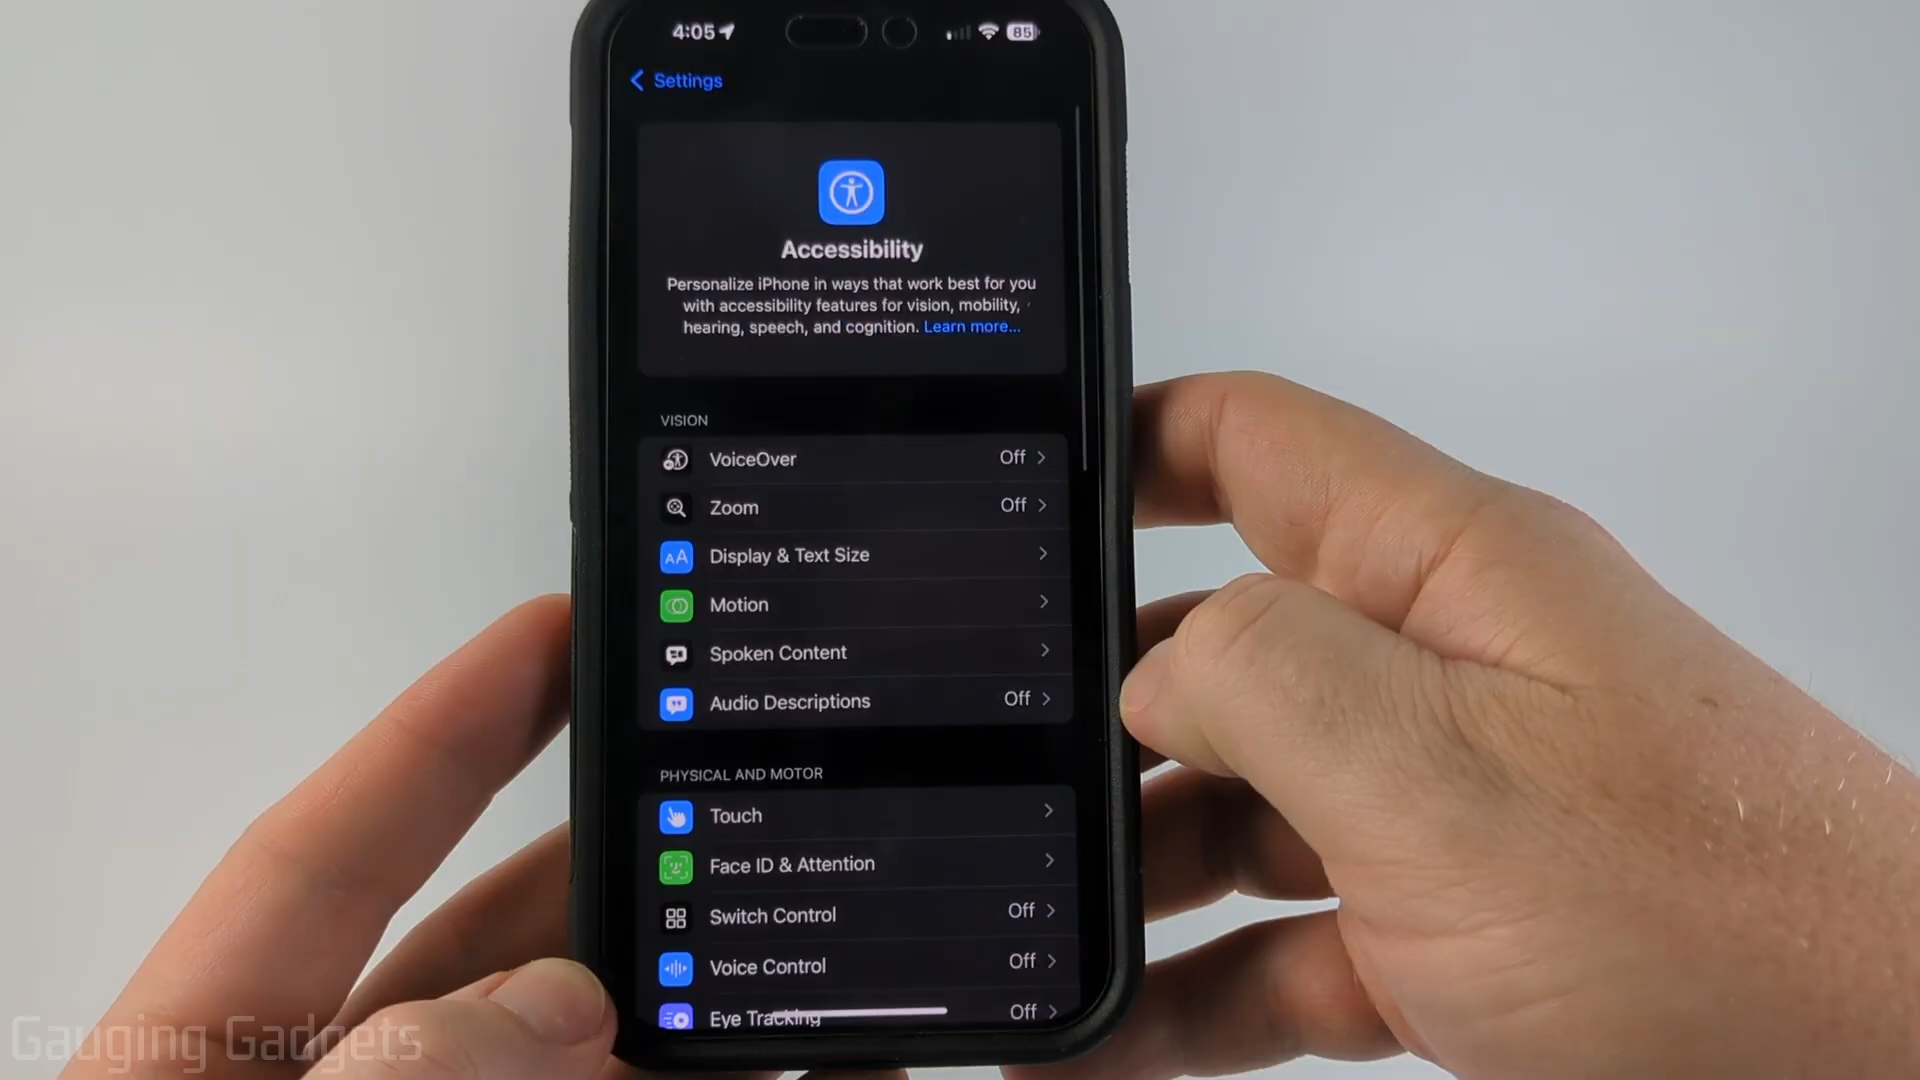 4:05
85
Settings
Accessibility
Personalize iPhone in ways that work best for you
with accessibility features for vision, mobility,
hearing, speech, and cognition. Learn more...
VISION
VoiceOver Off
Zoom Off
AA Display & Text Size
Motion
Spoken Content
Audio Descriptions Off
PHYSICAL AND MOTOR
Touch
Face ID & Attention
Switch Control Off
Voice Control Off
Eye Tracking Off
Gauging Gadgets